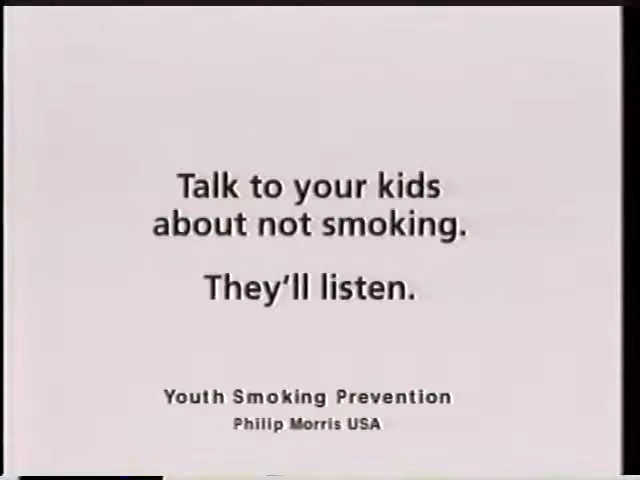 Talk to your kids
about not smoking.
They'll listen.
Youth Smoking Prevention
Philip Morris USA